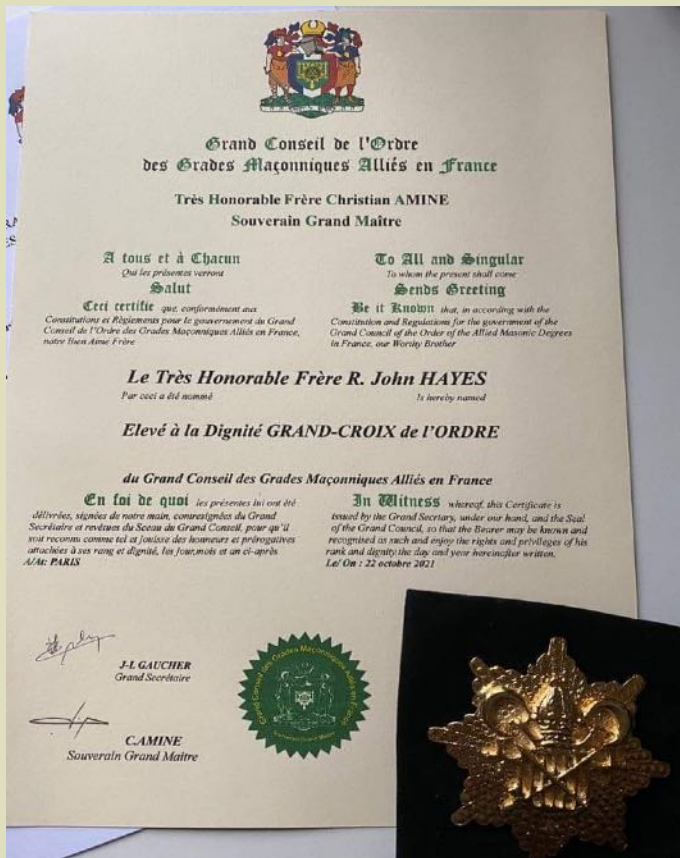 Grand Conseil de l'Ordre
des Grades Maçonniques Alliés en France
Très Honorable Frère Christian AMINE
Souverain Grand Maître
A tous et à Chacun
Qui les présentes verront
Salut
Ceci certifie que, conformément aux
Constitutions et Règlements pour le gouvernement du Grand
Conseil de l'Ordre des Grades Maçonniques Alliés en France,
notre Bien Aimé Frère
To All and Singular
To whom the present shall come
Sends Greeting
Be it Known that, in according with the
Constitution and Regulations for the government of the
Grand Council of the Order of the Allied Masonic Degrees
in France, our Worthy Brother
Le Très Honorable Frère R. John HAYES
Par ceci a été nommé
Is hereby named
Elevé à la Dignité GRAND-CROIX de l'ORDRE
du Grand Conseil des Grades Maçonniques Alliés en France
En foi de quoi les présentes lui ont été
délivrées, signées de notre main, contresignées du Grand
Secrétaire et revêtues du Sceau du Grand Conseil, pour qu'il
soit reconnu comme tel et jouisse des honneurs et prérogatives
attachées à ses rang et dignité, les jour, mois et an ci-après
A/At: PARIS
In Witness whereof, this Certificate is
issued by the Grand Secrtary, under our hand, and the Seal
of the Grand Council, so that the Bearer may be known and
recognised as such and enjoy the rights and privileges of his
rank and dignity the day and year hereinafter written.
Le/ On : 22 octobre 2021
J-L GAUCHER
Grand Secrétaire
C.AMINE
Souverain Grand Maître
Grand Conseil des Grades Maçonniques Alliés en France
Souverain Grand Maître